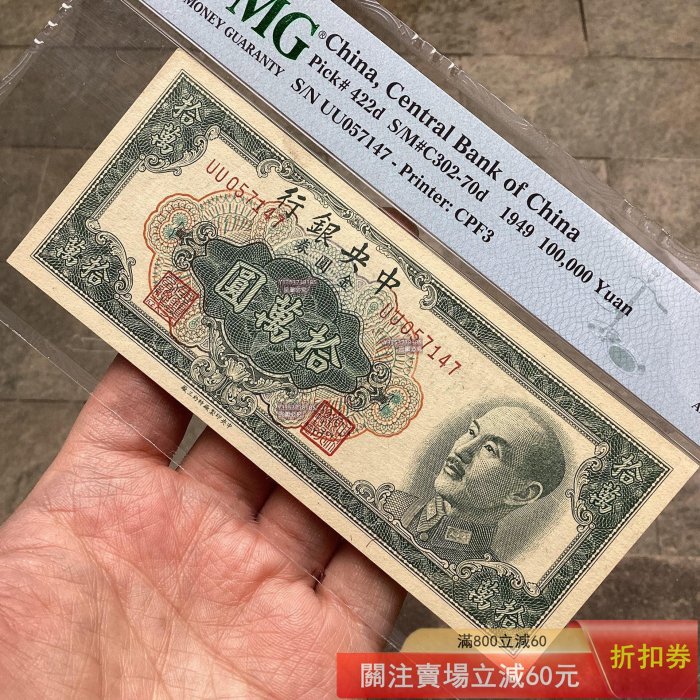 PMG®
MONEY GUARANTY
China, Central Bank of China
Pick# 422d S/M#C302-70d 1949 100,000 Yuan
S/N UU057147 - Printer: CPF3
拾萬
拾萬
UU057147
行銀央中
券圓金
圓萬拾
UU057147
拾萬
拾萬
滿800立減60
關注賣場立減60元
折扣券